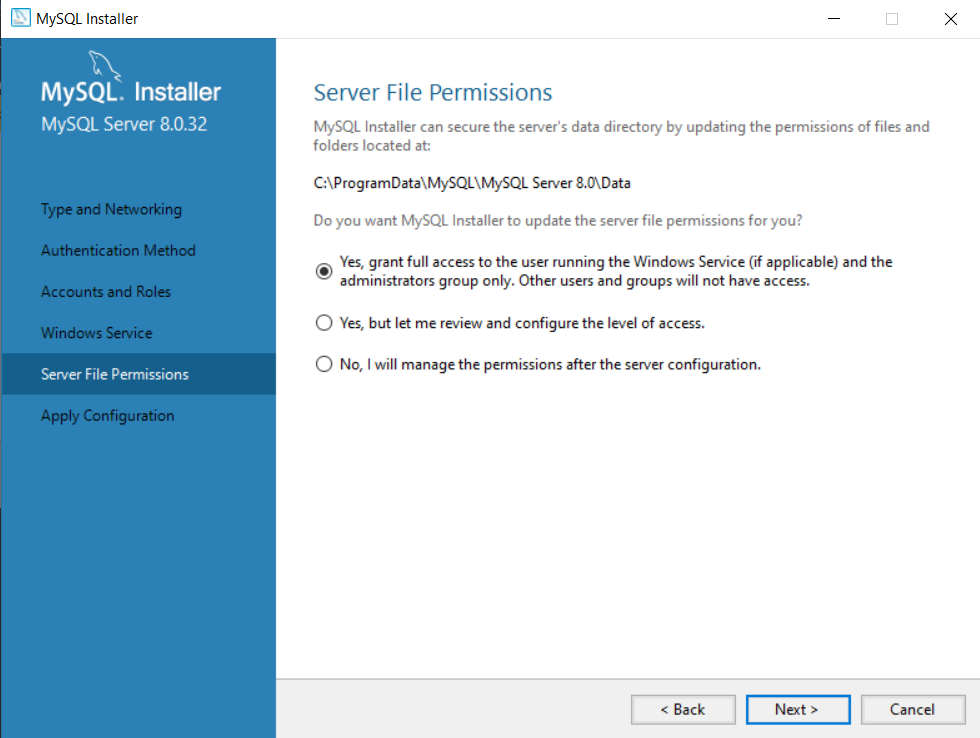 MySQL Installer
MySQL. Installer
MySQL Server 8.0.32
Type and Networking
Authentication Method
Accounts and Roles
Windows Service
Server File Permissions
Apply Configuration
Server File Permissions
MySQL Installer can secure the server's data directory by updating the permissions of files and
folders located at:
C:\ProgramData\MySQL\MySQL Server 8.0\Data
Do you want MySQL Installer to update the server file permissions for you?
Yes, grant full access to the user running the Windows Service (if applicable) and the
administrators group only. Other users and groups will not have access.
Yes, but let me review and configure the level of access.
No, I will manage the permissions after the server configuration.
< Back
Next >
Cancel